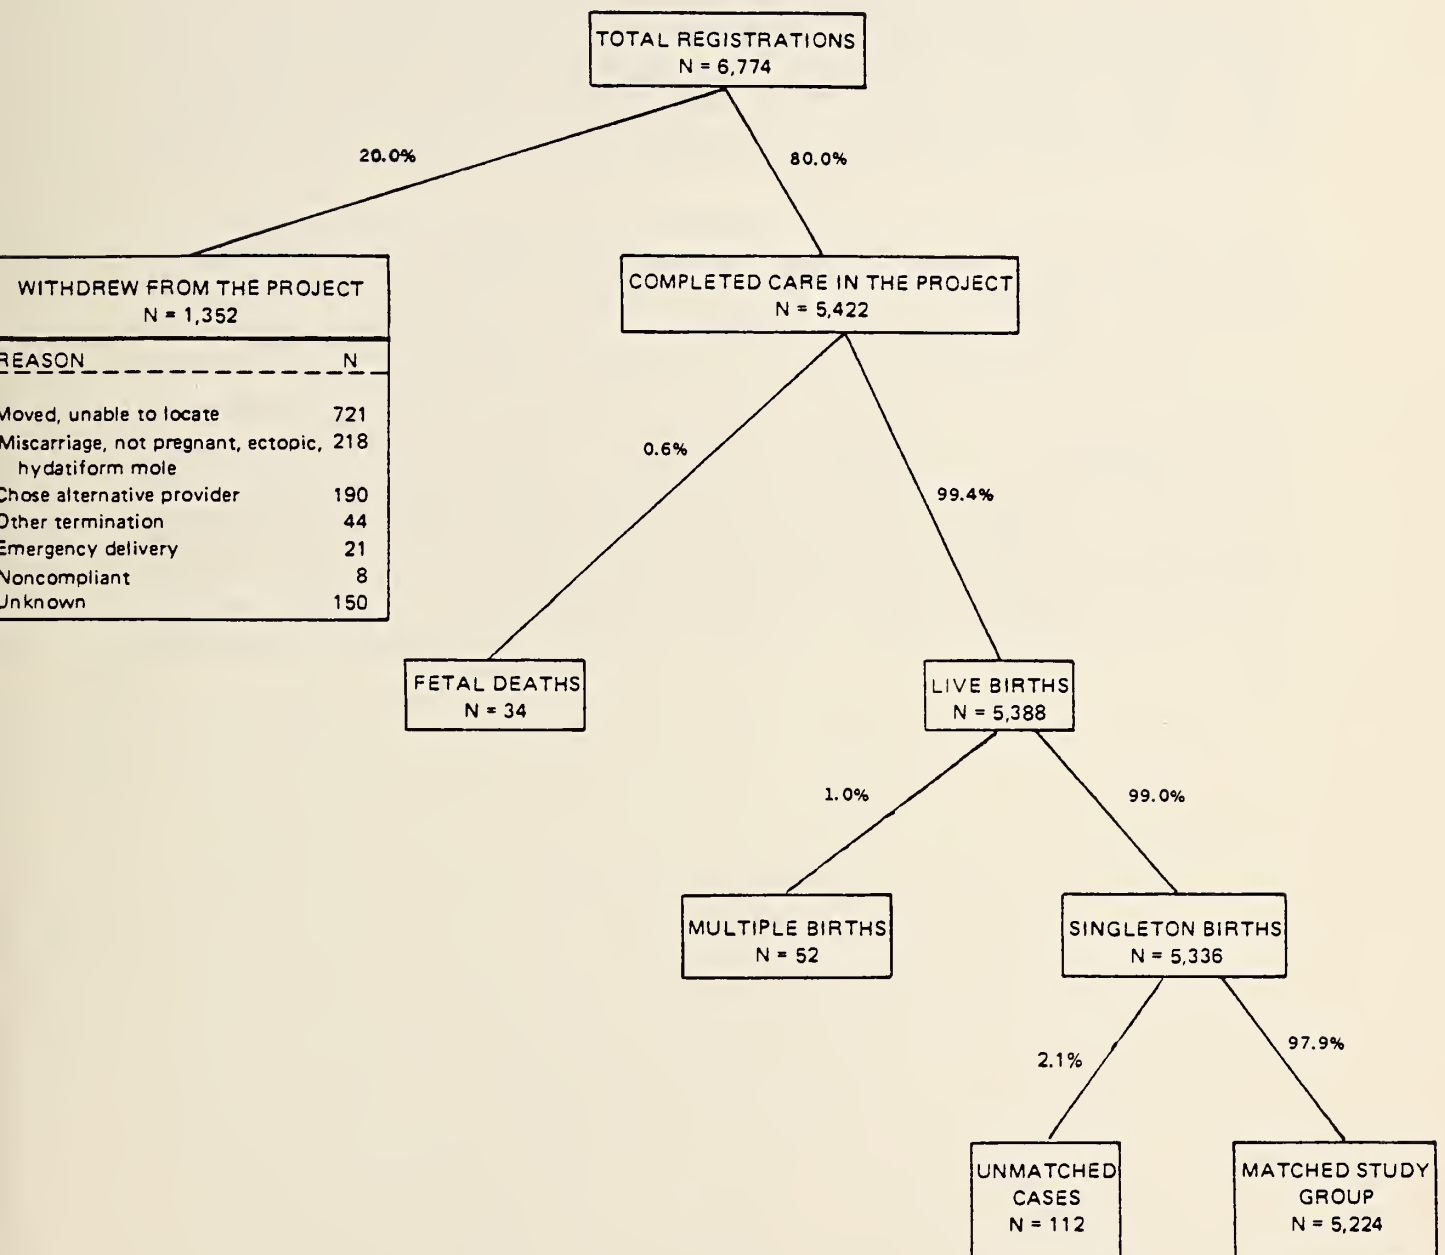 TOTAL REGISTRATIONS
N = 6,774
20.0%
80.0%
WITHDREW FROM THE PROJECT
N = 1,352
REASON N
Moved, unable to locate 721
Miscarriage, not pregnant, ectopic, 218
hydatiform mole
Chose alternative provider 190
Other termination 44
Emergency delivery 21
Noncompliant 8
Unknown 150
COMPLETED CARE IN THE PROJECT
N = 5,422
0.6%
99.4%
FETAL DEATHS
N = 34
LIVE BIRTHS
N = 5,388
1.0%
99.0%
MULTIPLE BIRTHS
N = 52
SINGLETON BIRTHS
N = 5,336
2.1%
97.9%
UNMATCHED
CASES
N = 112
MATCHED STUDY
GROUP
N = 5,224